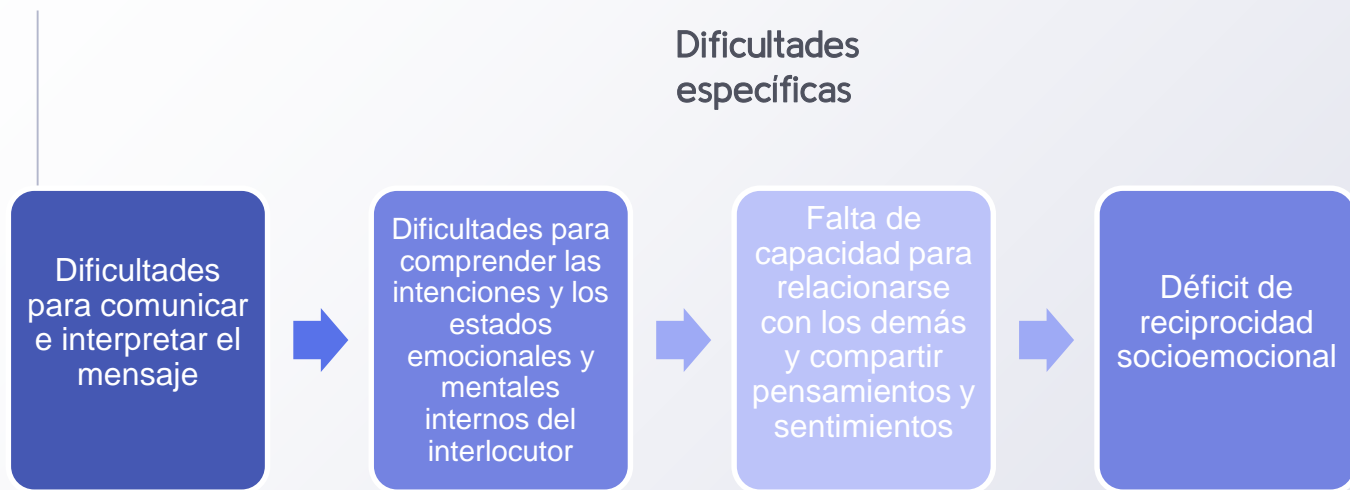 Dificultades
específicas
Dificultades
para comunicar
e interpretar el
mensaje
Dificultades para
comprender las
intenciones y los
estados
emocionales y
mentales
internos del
interlocutor
Falta de
capacidad para
relacionarse
con los demás
y compartir
pensamientos y
sentimientos
Déficit de
reciprocidad
socioemocional